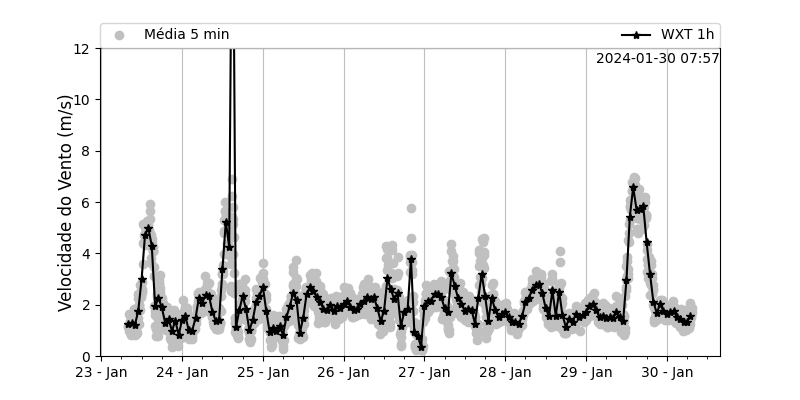 Média 5 min
WXT 1h
2024-01-30 07:57
Velocidade do Vento (m/s)
12
10
8
6
4
2
0
23 - Jan
24 - Jan
25 - Jan
26 - Jan
27 - Jan
28 - Jan
29 - Jan
30 - Jan